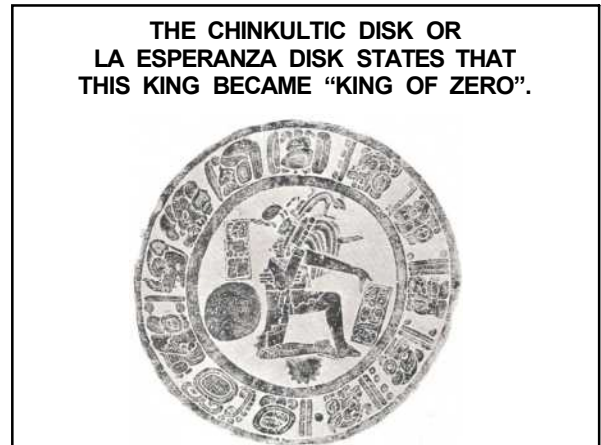 THE CHINKULTIC DISK OR
LA ESPERANZA DISK STATES THAT
THIS KING BECAME “KING OF ZERO”.